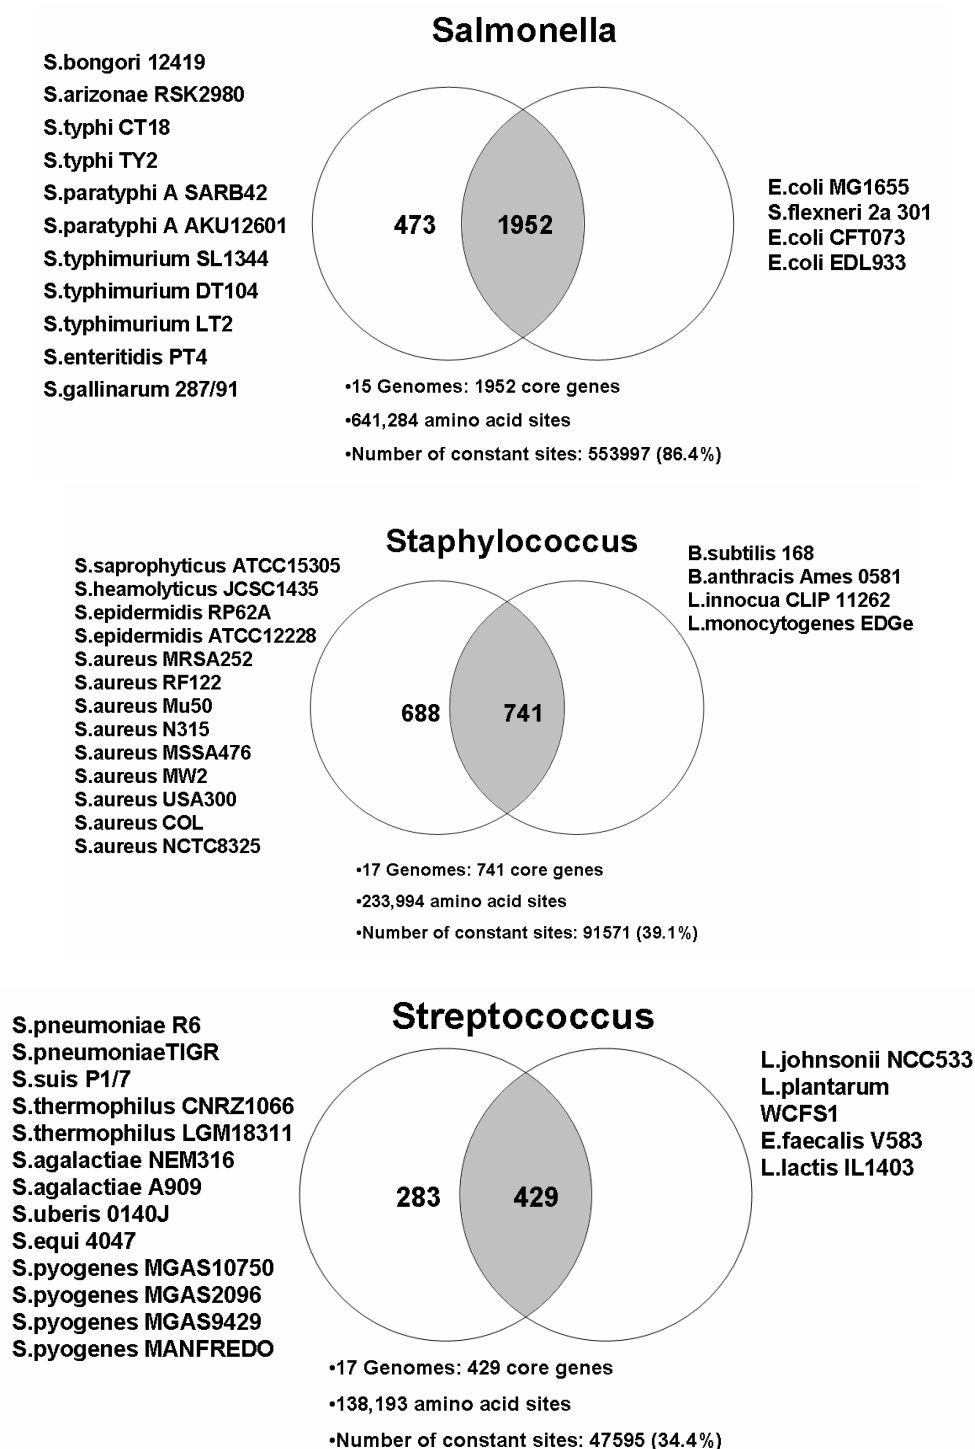 Salmonella
S.bongori 12419
S.arizonae RSK2980
S.typhi CT18
S.typhi TY2
S.paratyphi A SARB42
S.paratyphi A AKU12601
S.typhimurium SL1344
S.typhimurium DT104
S.typhimurium LT2
S.enteritidis PT4
S.gallinarum 287/91
473
1952
E.coli MG1655
S.flexneri 2a 301
E.coli CFT073
E.coli EDL933
•15 Genomes: 1952 core genes
•641,284 amino acid sites
•Number of constant sites: 553997 (86.4%)
Staphylococcus
S.saprophyticus ATCC15305
S.heamolyticus JCSC1435
S.epidermidis RP62A
S.epidermidis ATCC12228
S.aureus MRSA252
S.aureus RF122
S.aureus Mu50
S.aureus N315
S.aureus MSSA476
S.aureus MW2
S.aureus USA300
S.aureus COL
S.aureus NCTC8325
688
741
B.subtilis 168
B.anthracis Ames 0581
L.innocua CLIP 11262
L.monocytogenes EDGe
•17 Genomes: 741 core genes
•233,994 amino acid sites
•Number of constant sites: 91571 (39.1%)
Streptococcus
S.pneumoniae R6
S.pneumoniaeTIGR
S.suis P1/7
S.thermophilus CNRZ1066
S.thermophilus LGM18311
S.agalactiae NEM316
S.agalactiae A909
S.uberis 0140J
S.equi 4047
S.pyogenes MGAS10750
S.pyogenes MGAS2096
S.pyogenes MGAS9429
S.pyogenes MANFREDO
283
429
L.johnsonii NCC533
L.plantarum
WCFS1
E.faecalis V583
L.lactis IL1403
•17 Genomes: 429 core genes
•138,193 amino acid sites
•Number of constant sites: 47595 (34.4%)